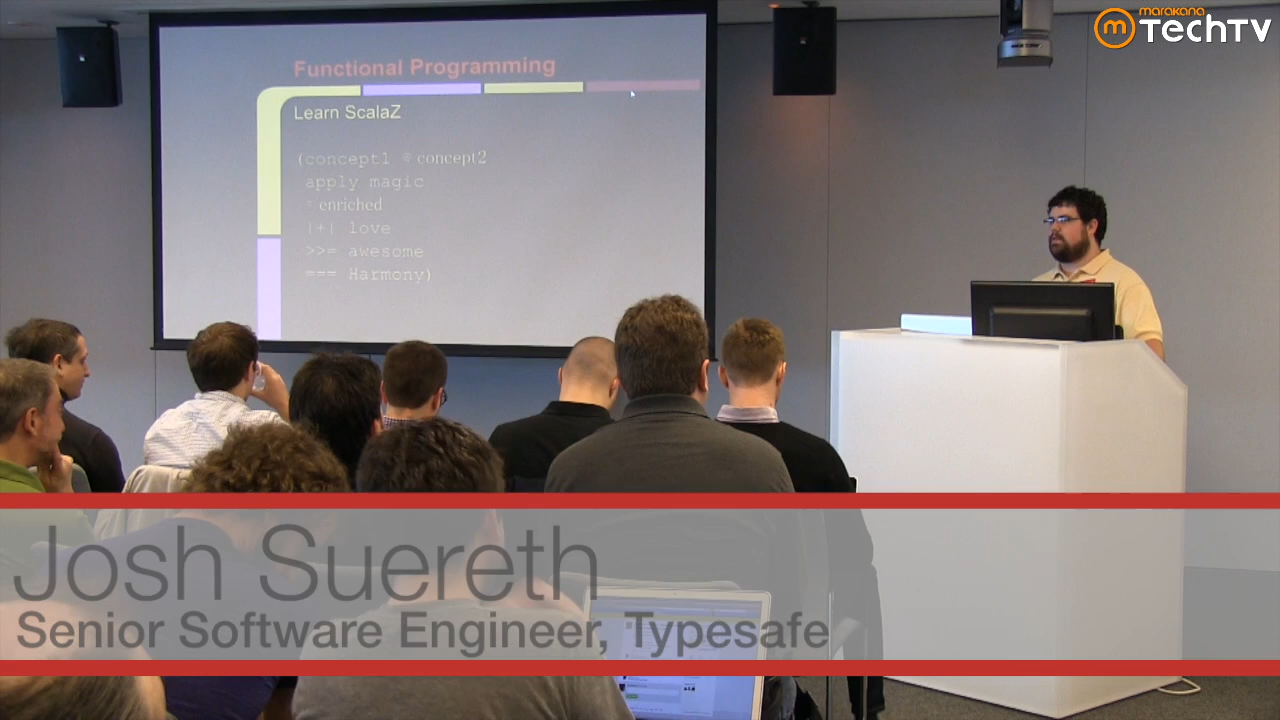 marakana
TechTV
Functional Programming
Learn ScalaZ
(concept1 ⊛ concept2
apply magic
enriched
|+| love
>>= awesome
=== Harmony)
Josh Suereth
Senior Software Engineer, Typesafe